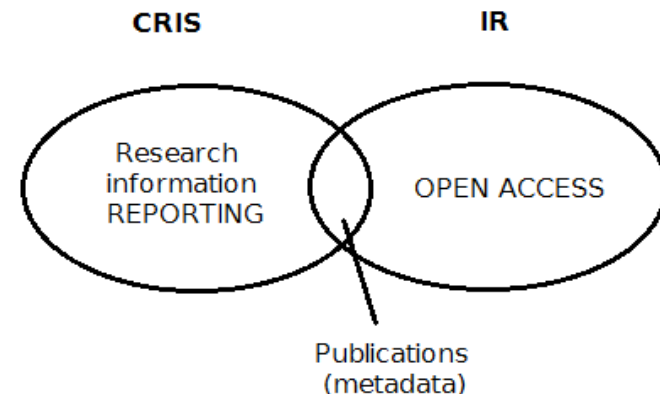 CRIS
IR
Research
information
REPORTING
OPEN ACCESS
Publications
(metadata)